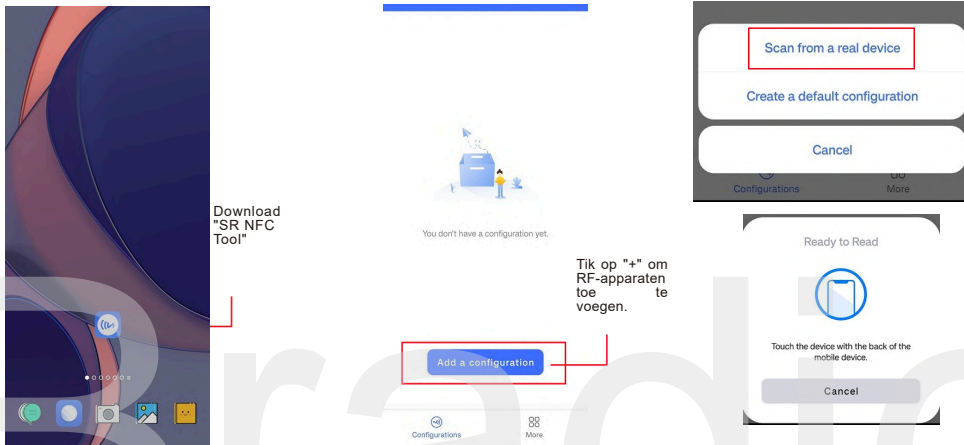 Download
"SR NFC
Tool"
You don't have a configuration yet.
Add a configuration
Configurations
More
Tik op "+" om
RF-apparaten
toe te
voegen.
Scan from a real device
Create a default configuration
Cancel
Configurations
More
Ready to Read
Touch the device with the back of the
mobile device.
Cancel
Bradin